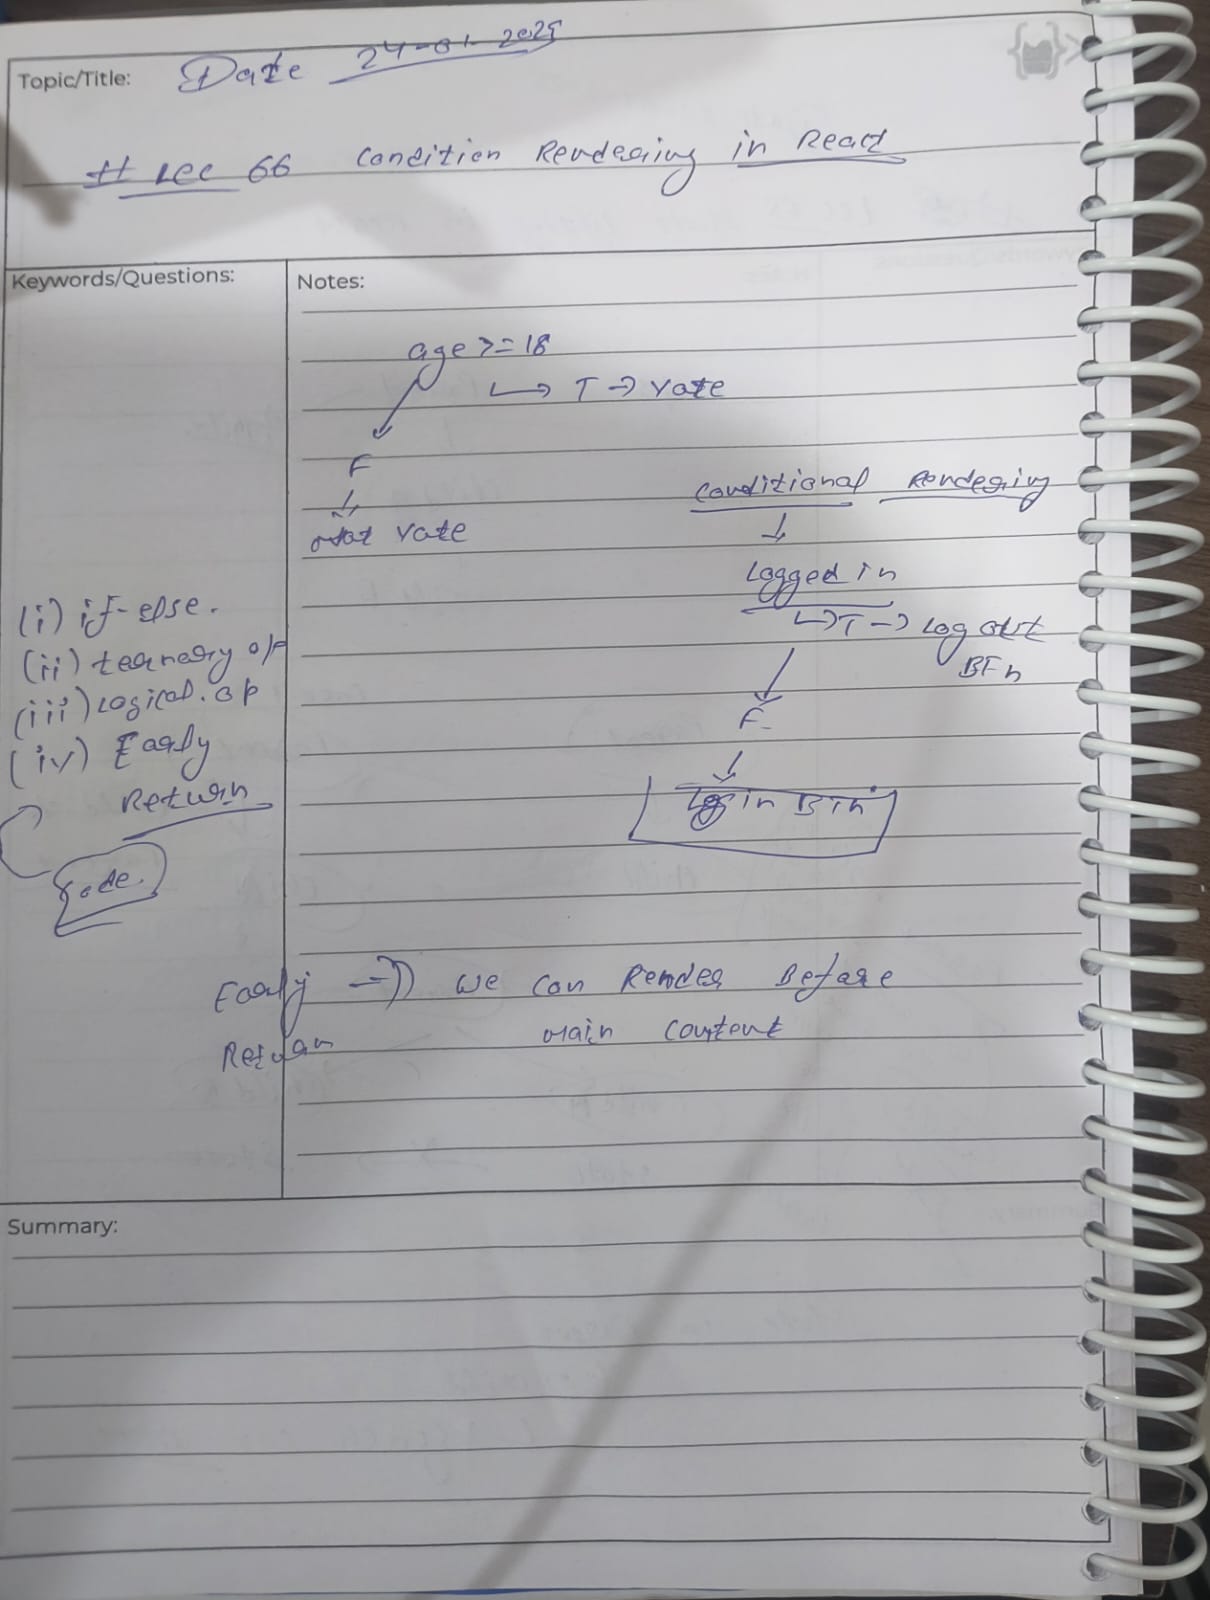 Topic/Title: Date 24-01-2025
# Lec 66 Condition Rendering in React
Keywords/Questions:
(i) if-else.
(ii) ternary op
(iii) Logical. op
(iv) Early
Return
Code.
Notes:
age >= 18
↳ T → Vote
F
↓
Not Vote
Conditional Rendering
↓
Logged in
↳ T → Log out
BTn
F
↓
Login Btn
Early → We can Render Before
Return main content
Summary: